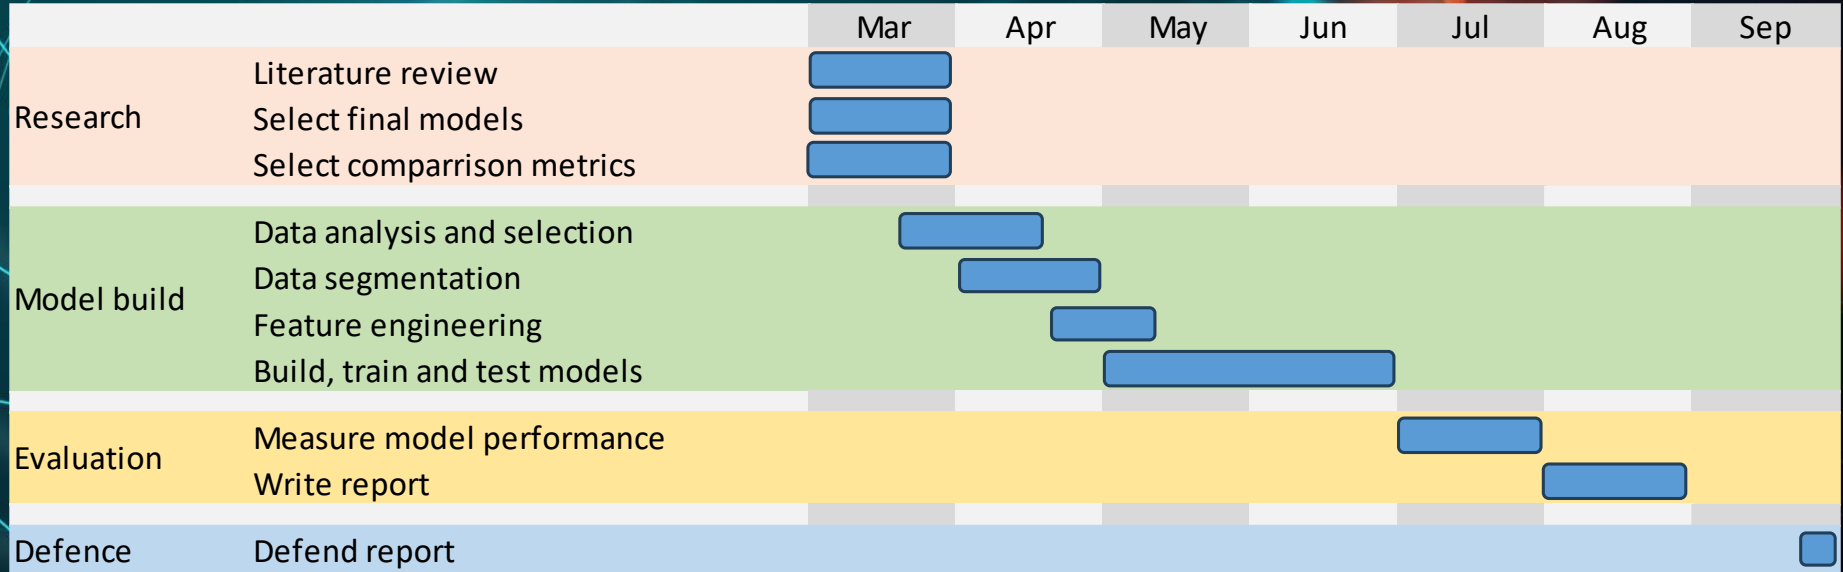 Mar Apr May Jun Jul Aug Sep
Research
Literature review
Select final models
Select comparrison metrics
Model build
Data analysis and selection
Data segmentation
Feature engineering
Build, train and test models
Evaluation
Measure model performance
Write report
Defence Defend report